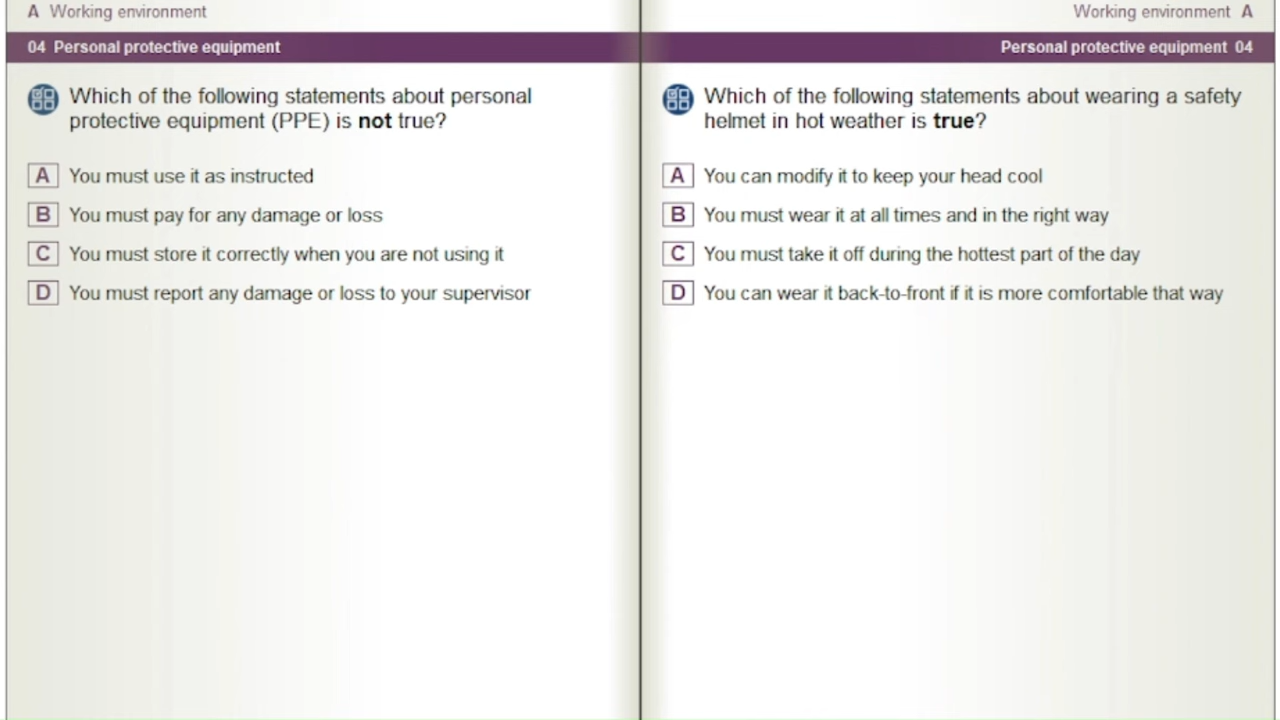 A Working environment
04 Personal protective equipment
Which of the following statements about personal
protective equipment (PPE) is not true?
A You must use it as instructed
B You must pay for any damage or loss
C You must store it correctly when you are not using it
D You must report any damage or loss to your supervisor
Working environment A
Personal protective equipment 04
Which of the following statements about wearing a safety
helmet in hot weather is true?
A You can modify it to keep your head cool
B You must wear it at all times and in the right way
C You must take it off during the hottest part of the day
D You can wear it back-to-front if it is more comfortable that way